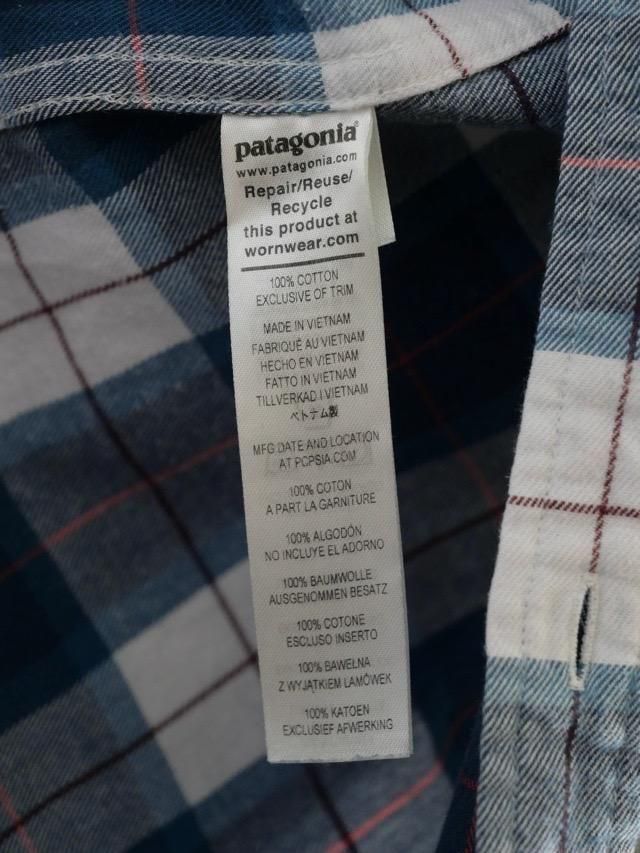 patagonia®
www.patagonia.com
Repair/Reuse/
Recycle
this product at
wornwear.com
100% COTTON
EXCLUSIVE OF TRIM
MADE IN VIETNAM
FABRIQUÉ AU VIETNAM
HECHO EN VIETNAM
FATTO IN VIETNAM
TILLVERKAD I VIETNAM
ベトナム製
MFG DATE AND LOCATION
AT PCPSIA.COM
100% COTON
A PART LA GARNITURE
100% ALGODÓN
NO INCLUYE EL ADORNO
100% BAUMWOLLE
AUSGENOMMEN BESATZ
100% COTONE
ESCLUSO INSERTO
100% BAWEŁNA
Z WYJĄTKIEM LAMÓWEK
100% KATOEN
EXCLUSIEF AFWERKING